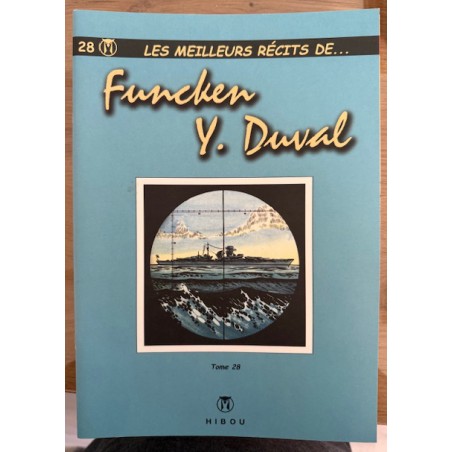 28 LES MEILLEURS RÉCITS DE...
Funcken
Y. Duval
Tome 28
HIBOU